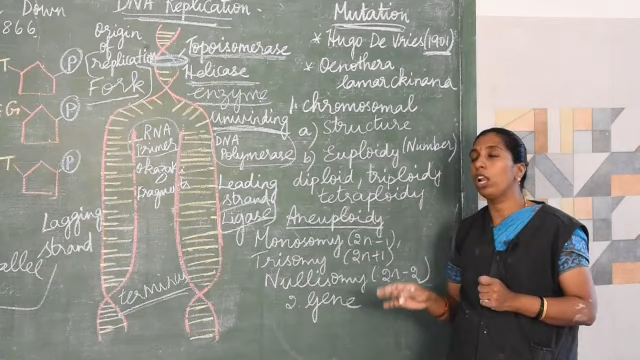 Down
1866
T
P
G
P
T
P
Lagging
strand
DNA Replication
Origin
of
replication
Fork
Topoisomerase
Helicase
enzyme
unwinding
DNA
Polymerase
RNA
Primer
Okazaki
fragments
Leading
strand
Ligase
terminus
Mutation
* Hugo De Vries (1901)
* Oenothera
lamarckinana
1. chromosomal
a) Structure
b) Euploidy (Number)
diploid, triploidy
tetraploidy
Aneuploidy
Monosomy (2n-1),
Trisomy (2n+1)
Nullisomy (2n-2)
2. Gene